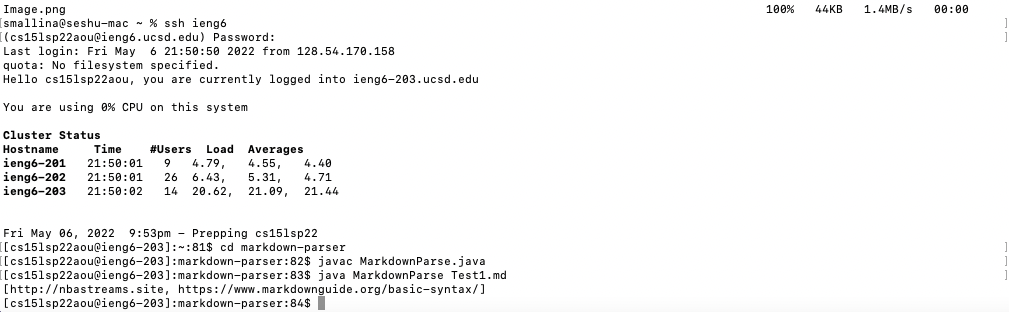 Image.png 100% 44KB 1.4MB/s 00:00
smallina@seshu-mac ~ % ssh ieng6
(cs15lsp22aou@ieng6.ucsd.edu) Password:
Last login: Fri May  6 21:50:50 2022 from 128.54.170.158
quota: No filesystem specified.
Hello cs15lsp22aou, you are currently logged into ieng6-203.ucsd.edu
You are using 0% CPU on this system
Cluster Status
Hostname     Time    #Users  Load  Averages
ieng6-201   21:50:01   9   4.79,   4.55,   4.40
ieng6-202   21:50:01   26  6.43,   5.31,   4.71
ieng6-203   21:50:02   14  20.62,  21.09,  21.44
Fri May 06, 2022  9:53pm - Prepping cs15lsp22
[[cs15lsp22aou@ieng6-203]:~:81$ cd markdown-parser ]
[[cs15lsp22aou@ieng6-203]:markdown-parser:82$ javac MarkdownParse.java ]
[[cs15lsp22aou@ieng6-203]:markdown-parser:83$ java MarkdownParse Test1.md ]
[http://nbastreams.site, https://www.markdownguide.org/basic-syntax/]
[cs15lsp22aou@ieng6-203]:markdown-parser:84$